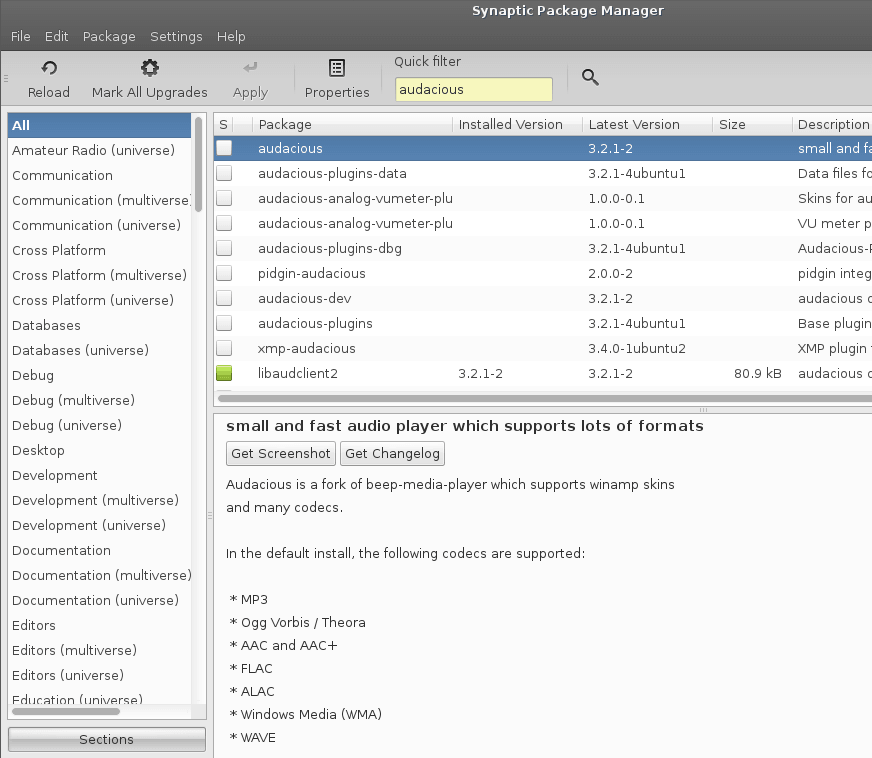 Synaptic Package Manager
File Edit Package Settings Help
Reload Mark All Upgrades Apply Properties Quick filter
audacious
All
Amateur Radio (universe)
Communication
Communication (multiverse)
Communication (universe)
Cross Platform
Cross Platform (multiverse)
Cross Platform (universe)
Databases
Databases (universe)
Debug
Debug (multiverse)
Debug (universe)
Desktop
Development
Development (multiverse)
Development (universe)
Documentation
Documentation (multiverse)
Documentation (universe)
Editors
Editors (multiverse)
Editors (universe)
Education (universe)
Sections
S Package Installed Version Latest Version Size Description
audacious 3.2.1-2 small and fa
audacious-plugins-data 3.2.1-4ubuntu1 Data files fo
audacious-analog-vumeter-plu 1.0.0-0.1 Skins for au
audacious-analog-vumeter-plu 1.0.0-0.1 VU meter p
audacious-plugins-dbg 3.2.1-4ubuntu1 Audacious-P
pidgin-audacious 2.0.0-2 pidgin integ
audacious-dev 3.2.1-2 audacious d
audacious-plugins 3.2.1-4ubuntu1 Base plugin
xmp-audacious 3.4.0-1ubuntu2 XMP plugin
libaudclient2 3.2.1-2 3.2.1-2 80.9 kB audacious d
small and fast audio player which supports lots of formats
Get Screenshot Get Changelog
Audacious is a fork of beep-media-player which supports winamp skins
and many codecs.
In the default install, the following codecs are supported:
* MP3
* Ogg Vorbis / Theora
* AAC and AAC+
* FLAC
* ALAC
* Windows Media (WMA)
* WAVE